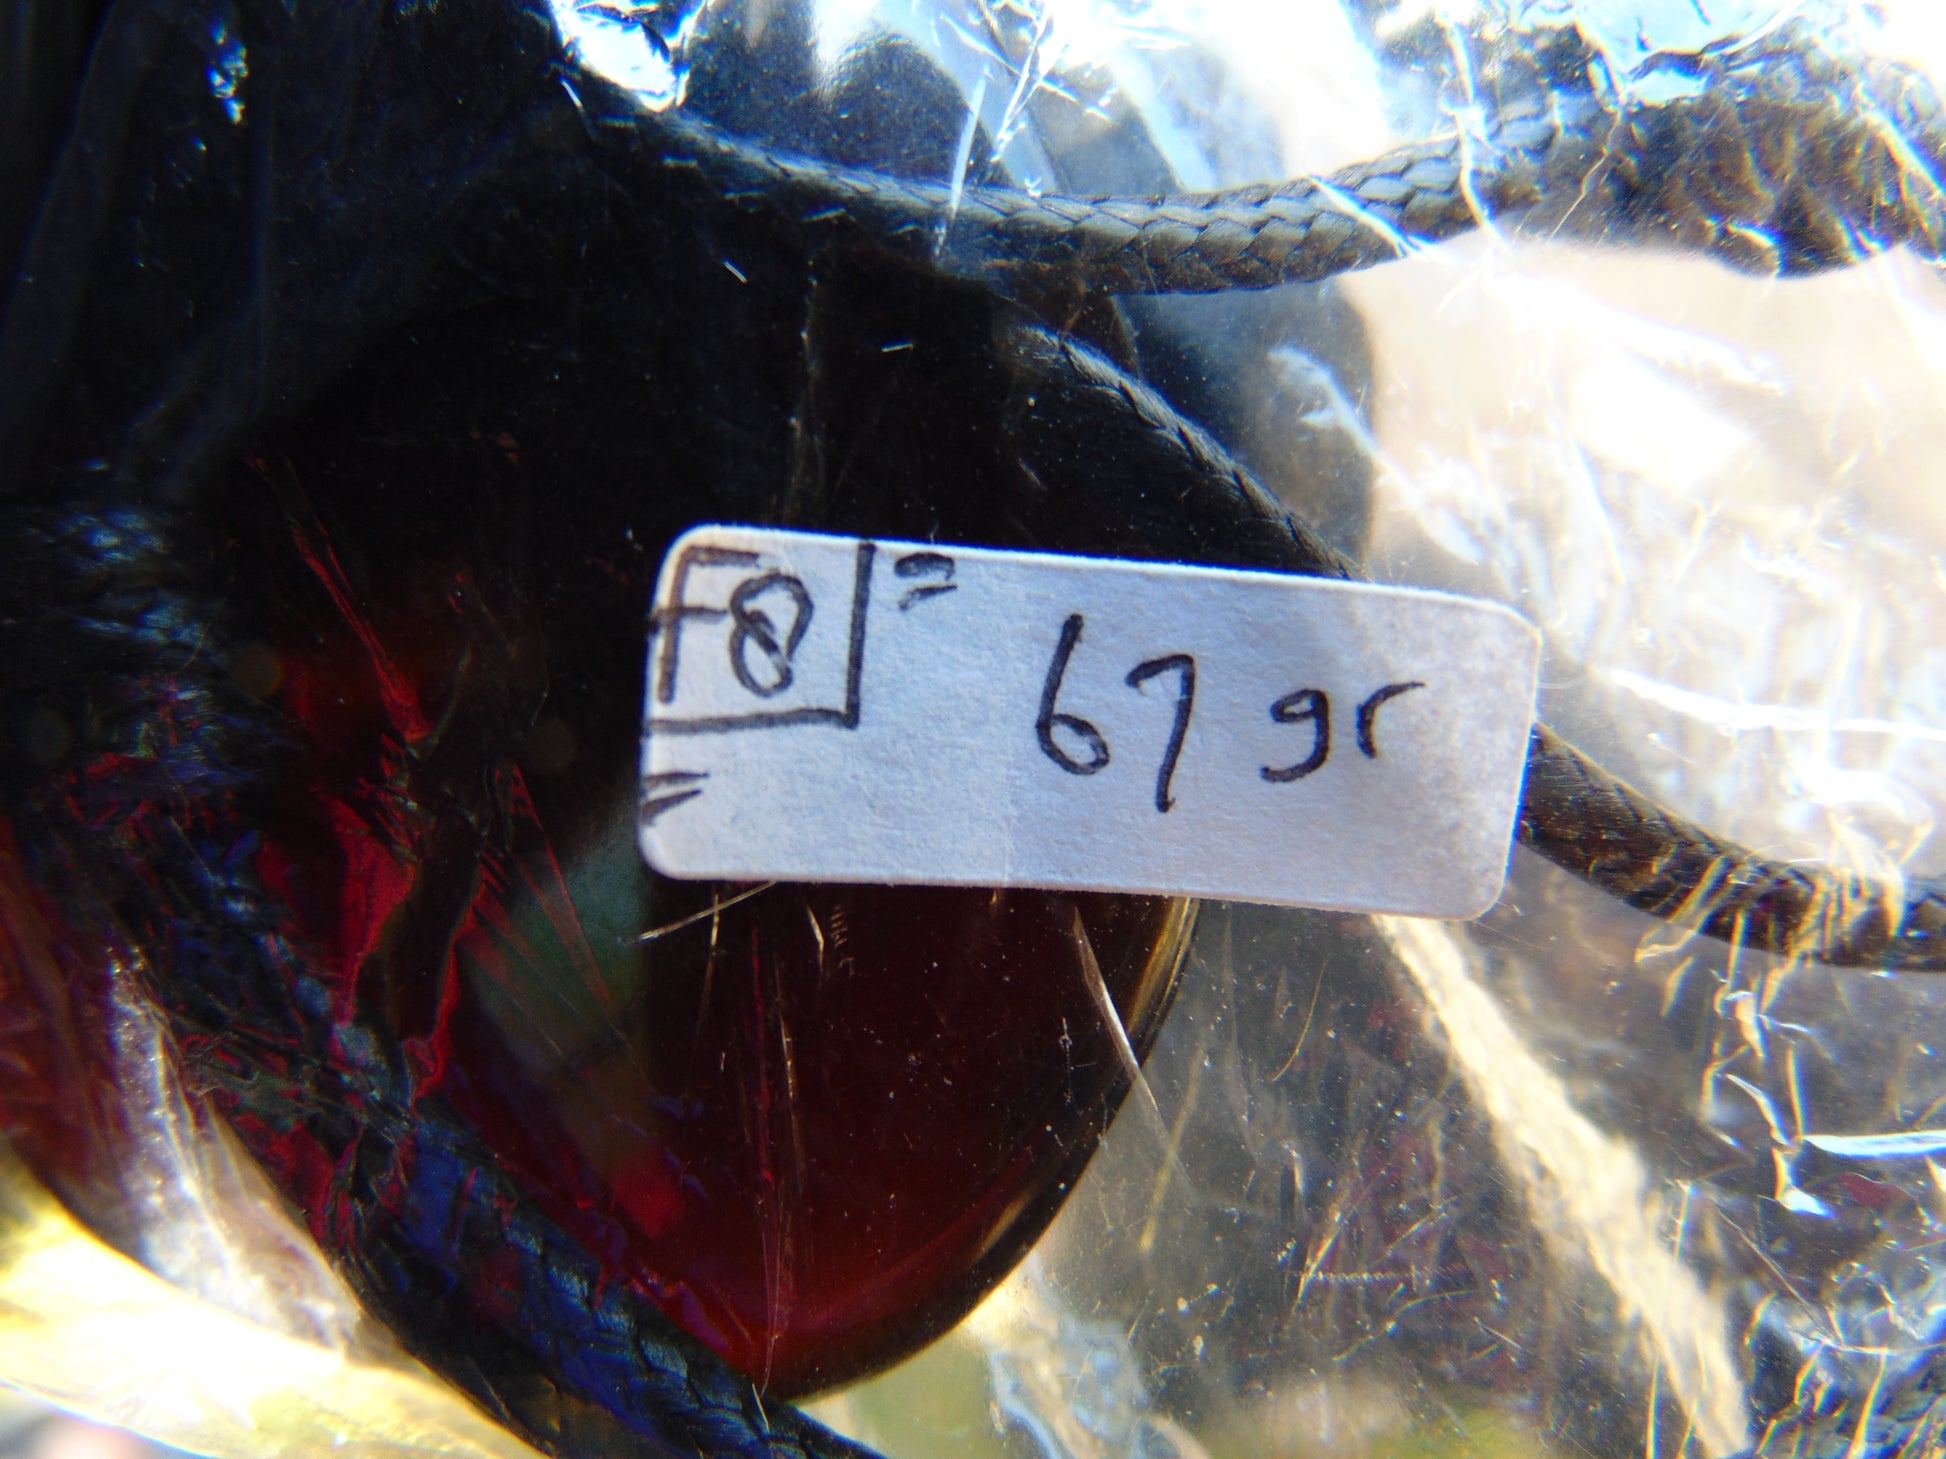 F8 = 67 gr
=